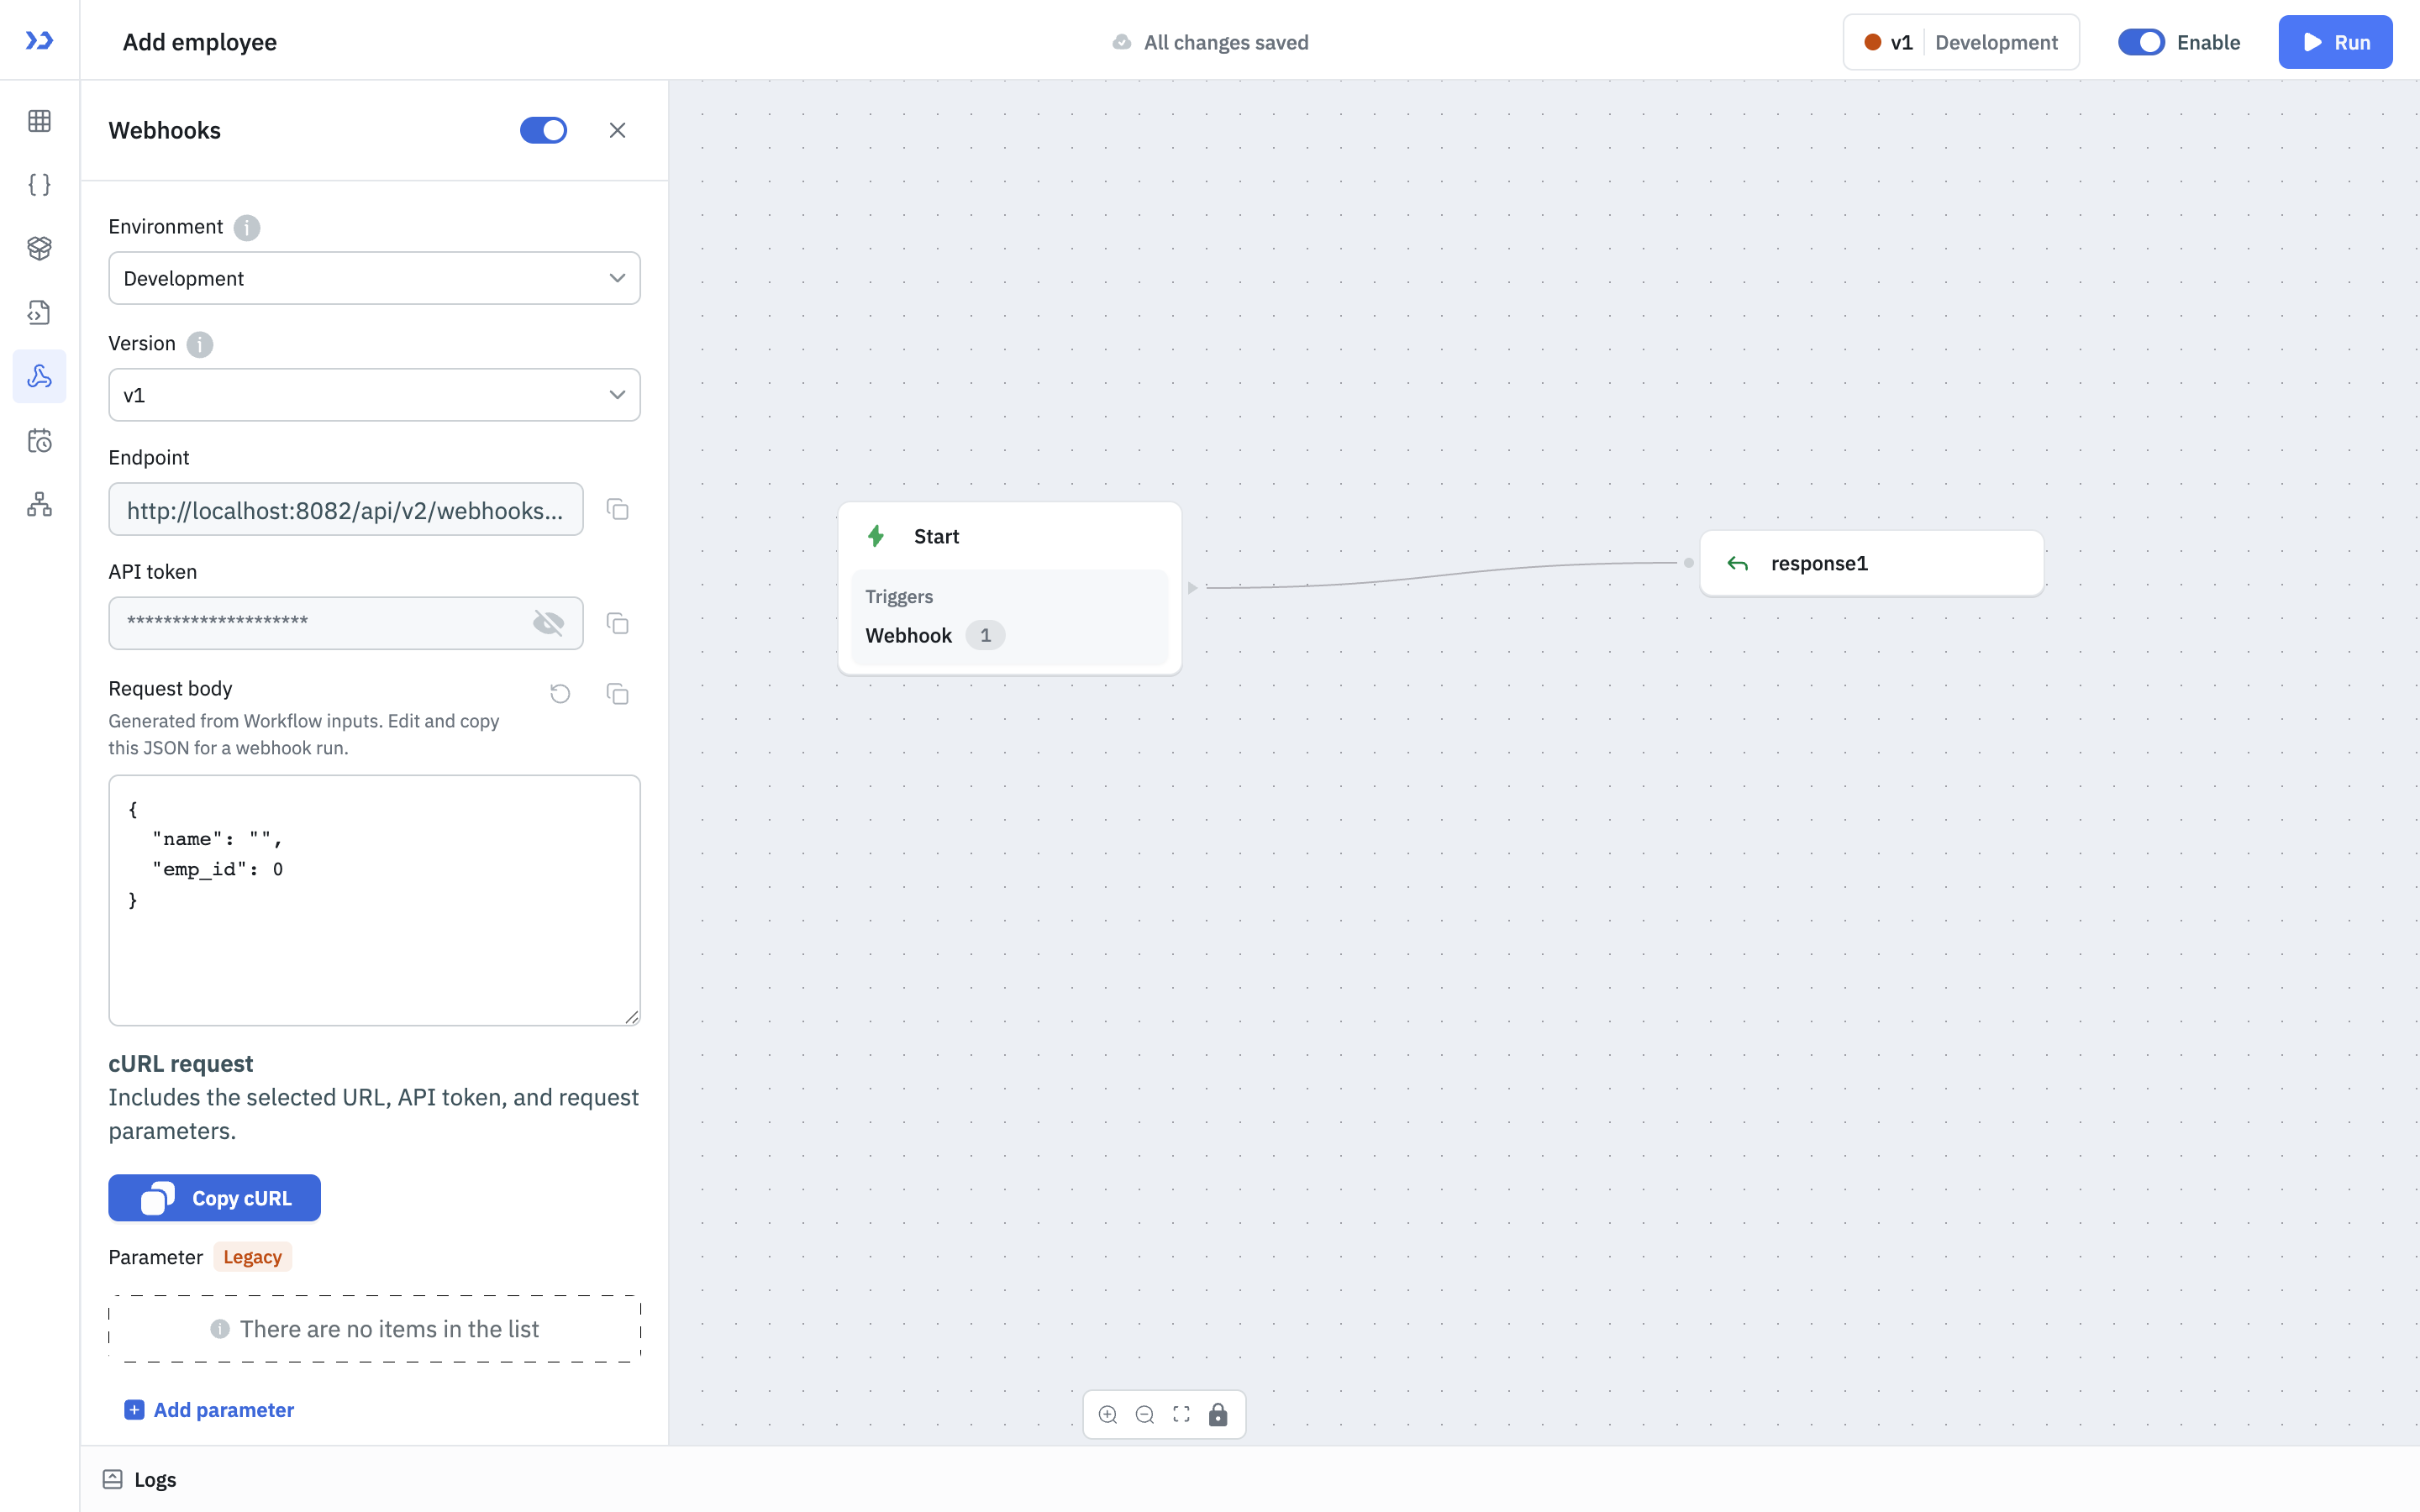 Add employee
All changes saved
v1 Development
Enable
Run
Webhooks
Environment
Development
Version
v1
Endpoint
http://localhost:8082/api/v2/webhooks...
API token
********************
Request body
Generated from Workflow inputs. Edit and copy
this JSON for a webhook run.
{
  "name": "",
  "emp_id": 0
}
cURL request
Includes the selected URL, API token, and request
parameters.
Copy cURL
Parameter Legacy
There are no items in the list
Add parameter
Start
Triggers
Webhook 1
response1
Logs